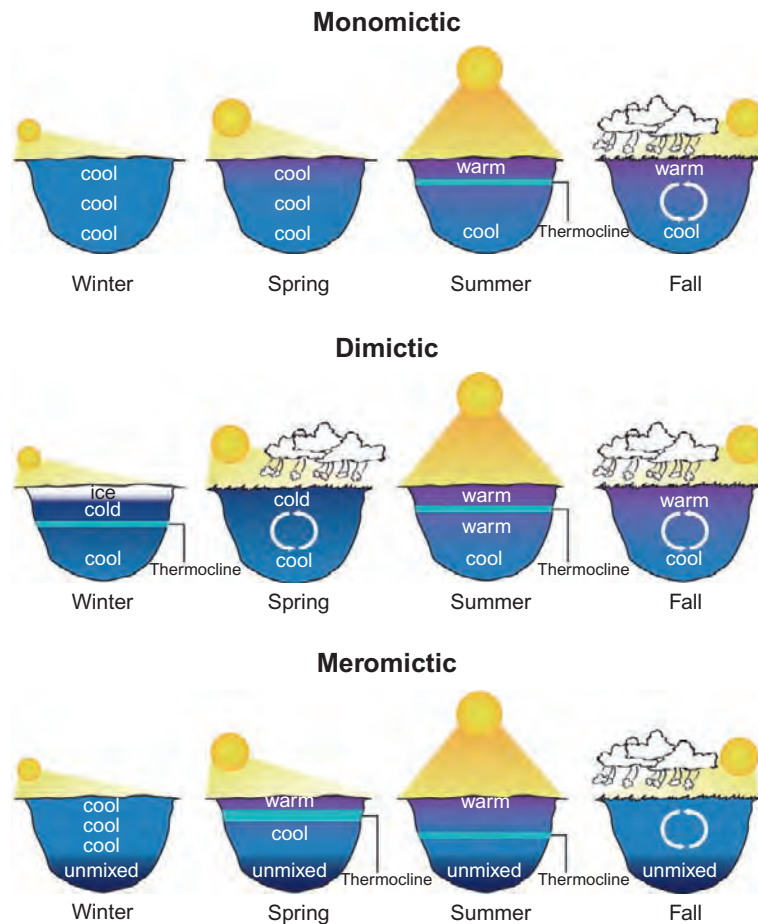 Monomictic
cool
cool
cool
cool
cool
cool
warm
cool
Thermocline
warm
cool
Winter
Spring
Summer
Fall
Dimictic
ice
cold
cool
Thermocline
cold
cool
warm
warm
cool
Thermocline
warm
cool
Winter
Spring
Summer
Fall
Meromictic
cool
cool
cool
unmixed
warm
cool
unmixed
Thermocline
warm
unmixed
Thermocline
unmixed
Winter
Spring
Summer
Fall